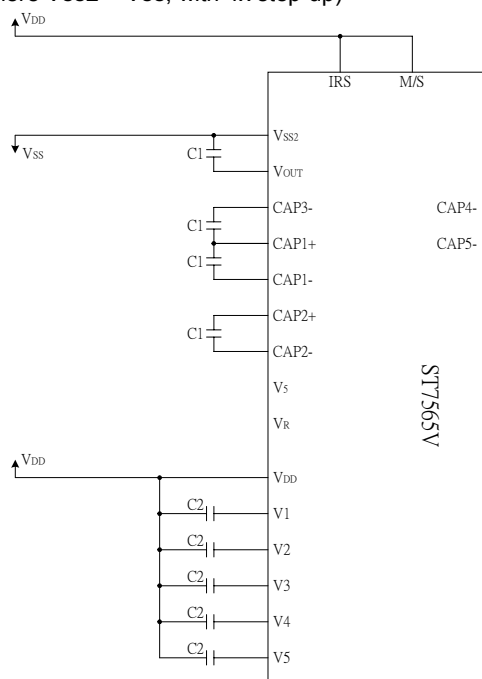 VSS2 = VSS, with 4x step-up)
VDD
IRS M/S
VSS2
VSS
C1
VOUT
CAP3- CAP4-
C1
CAP1+ CAP5-
C1
CAP1-
CAP2+
C1
CAP2-
V5
ST7565V
VR
VDD
VDD
C2 V1
C2 V2
C2 V3
C2 V4
C2 V5